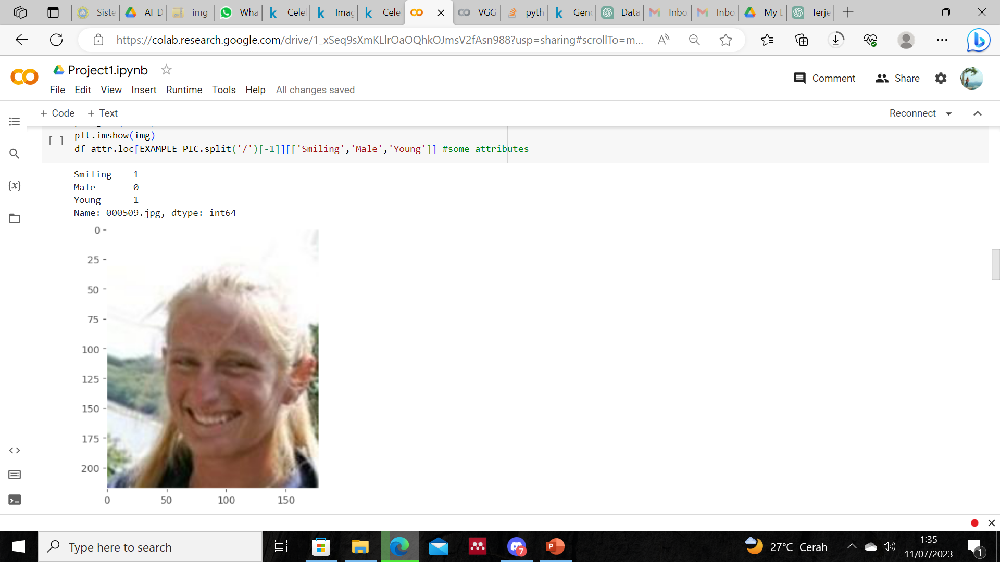 Siste
AI_D
img_
Wha
Cele
Imag
Cele
VGG
pyth
Genc
Data
Inbo
Inbo
My D
Terje
https://colab.research.google.com/drive/1_xSeq9sXmKLlrOaOQhkOJmsV2fAsn988?usp=sharing#scrollTo=m...
Project1.ipynb
Comment
Share
File Edit View Insert Runtime Tools Help All changes saved
+ Code + Text
Reconnect
[ ]
plt.imshow(img)
df_attr.loc[EXAMPLE_PIC.split('/')[-1]][['Smiling','Male','Young']] #some attributes
Smiling 1
Male 0
Young 1
Name: 000509.jpg, dtype: int64
0
25
50
75
100
125
150
175
200
0 50 100 150
Type here to search
7
27°C Cerah
1:35
11/07/2023
1